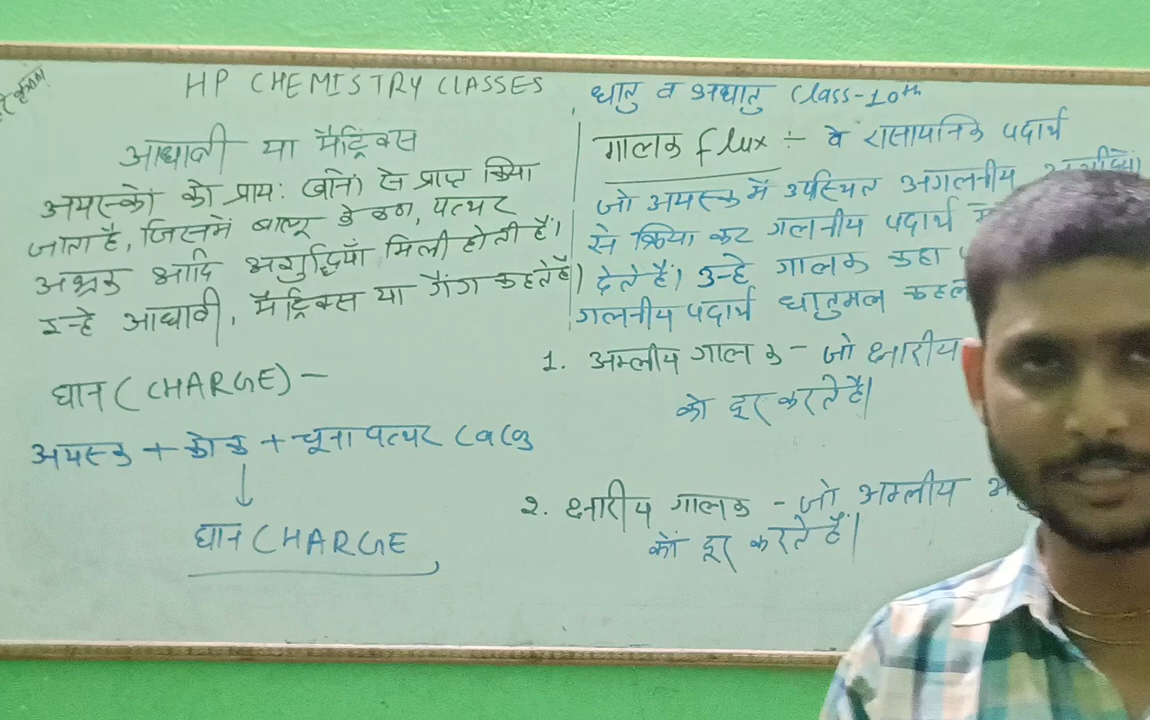 HP CHEMISTRY CLASSES
आधात्री या मैट्रिक्स
अयस्कों को प्रायः खानों से प्राप्त किया
जाता है, जिसमें बालू के कण, पत्थर
अभ्रक आदि अशुद्धियाँ मिली होती हैं।
इन्हे आधात्री, मैट्रिक्स या गैंग कहते हैं।
घान (CHARGE) –
अयस्क + कोक + चूना पत्थर CaCO3
↓
घान CHARGE
धातु व अधातु Class-10th
गालक flux :- वे रासायनिक पदार्थ
जो अयस्क में उपस्थित अगलनीय
से क्रिया कर गलनीय पदार्थ
देते हैं। उन्हे गालक कहा
गलनीय पदार्थ धातुमल
1. अम्लीय गालक – जो क्षारीय
को दूर करते है।
2. क्षारीय गालक – जो अम्लीय
को दूर करते हैं।